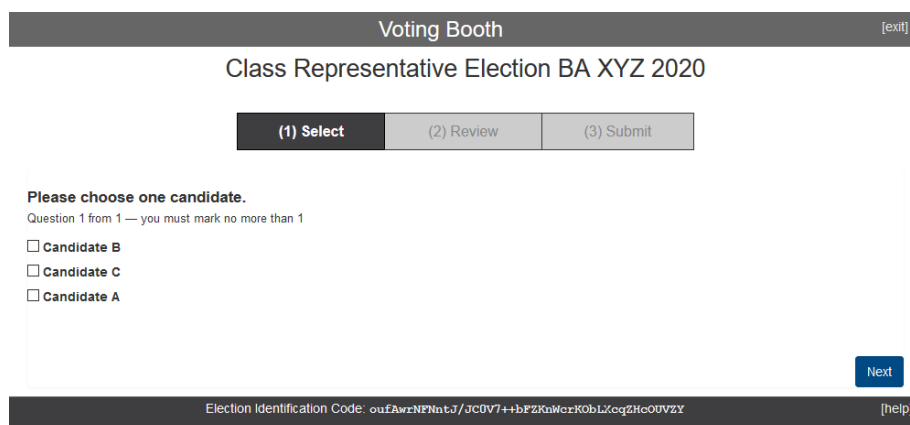 Voting Booth [exit]
Class Representative Election BA XYZ 2020
(1) Select (2) Review (3) Submit
Please choose one candidate.
Question 1 from 1 — you must mark no more than 1
Candidate B
Candidate C
Candidate A
Next
Election Identification Code: oufAwrNFNntJ/JC0V7++bFZKnWcrKObLXcqZHcOUVZY [help